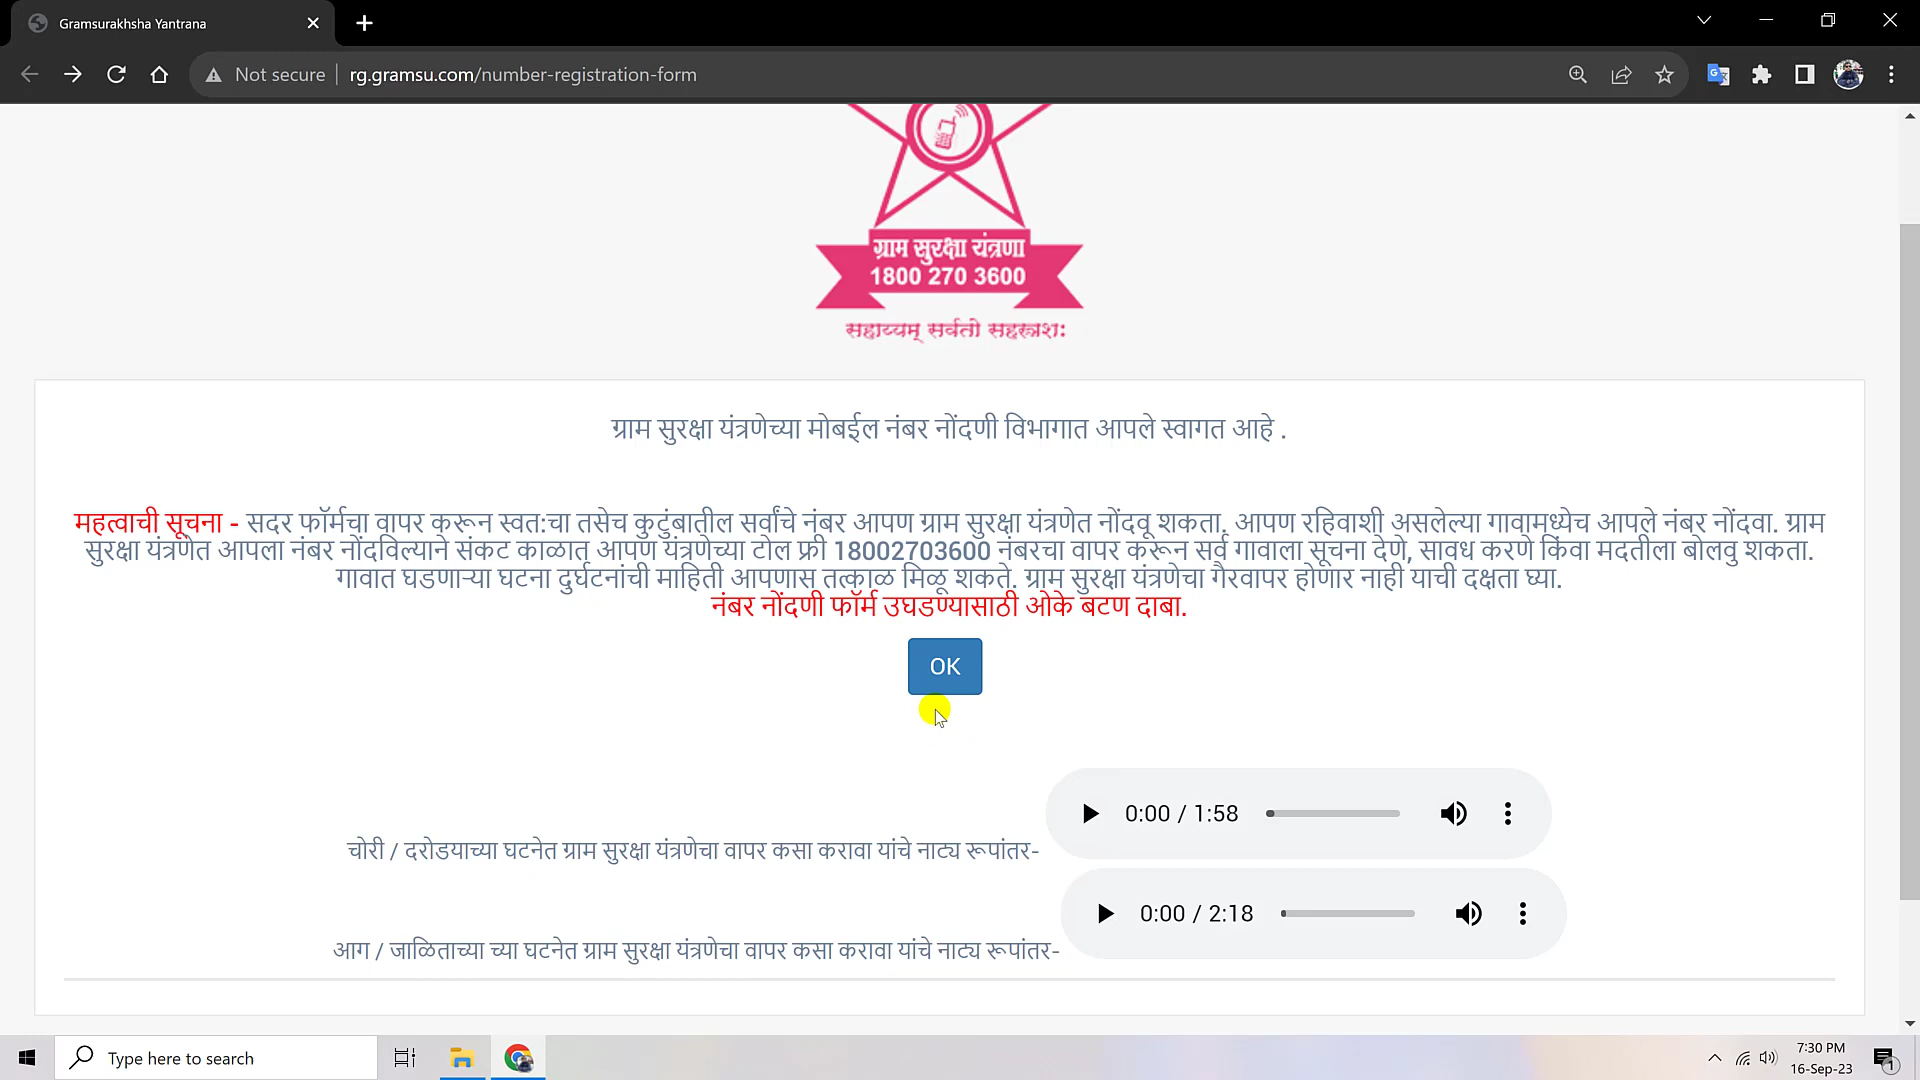 Gramsurakhsha Yantrana
Not secure rg.gramsu.com/number-registration-form
ग्राम सुरक्षा यंत्रणा
1800 270 3600
सहाय्यम् सर्वतो सहस्त्रशः
ग्राम सुरक्षा यंत्रणेच्या मोबईल नंबर नोंदणी विभागात आपले स्वागत आहे .
महत्वाची सूचना - सदर फॉर्मचा वापर करून स्वत:चा तसेच कुटुंबातील सर्वांचे नंबर आपण ग्राम सुरक्षा यंत्रणेत नोंदवू शकता. आपण रहिवाशी असलेल्या गावामध्येच आपले नंबर नोंदवा. ग्राम
सुरक्षा यंत्रणेत आपला नंबर नोंदविल्याने संकट काळात आपण यंत्रणेच्या टोल फ्री 18002703600 नंबरचा वापर करून सर्व गावाला सूचना देणे, सावध करणे किंवा मदतीला बोलवु शकता.
गावात घडणाऱ्या घटना दुर्घटनांची माहिती आपणास तत्काळ मिळू शकते. ग्राम सुरक्षा यंत्रणेचा गैरवापर होणार नाही याची दक्षता घ्या.
नंबर नोंदणी फॉर्म उघडण्यासाठी ओके बटण दाबा.
OK
0:00 / 1:58
चोरी / दरोडयाच्या घटनेत ग्राम सुरक्षा यंत्रणेचा वापर कसा करावा यांचे नाट्य रूपांतर-
0:00 / 2:18
आग / जाळिताच्या च्या घटनेत ग्राम सुरक्षा यंत्रणेचा वापर कसा करावा यांचे नाट्य रूपांतर-
Type here to search
7:30 PM
16-Sep-23
1